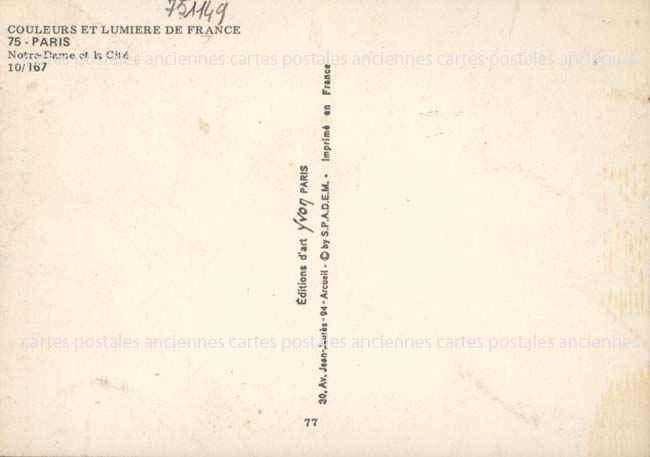 751149
COULEURS ET LUMIERE DE FRANCE
75 - PARIS
Notre-Dame et la Cité
10/167
cartes postales anciennes cartes postales anciennes cartes postales anciennes
Éditions d'art Yvon PARIS
30, Av. Jean-Jaurès - 94 - Arcueil - © by S.P.A.D.E.M. - Imprimé en France
cartes postales anciennes cartes postales anciennes cartes postales anciennes
77